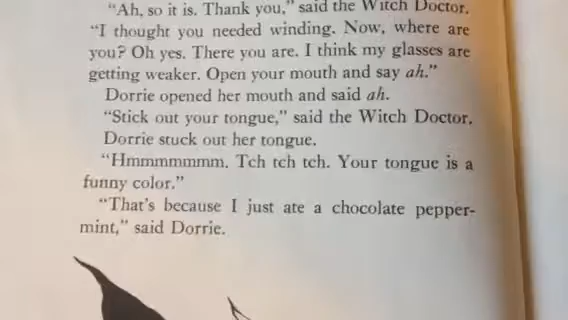 "Ah, so it is. Thank you," said the Witch Doctor.
"I thought you needed winding. Now, where are
you? Oh yes. There you are. I think my glasses are
getting weaker. Open your mouth and say ah."
Dorrie opened her mouth and said ah.
"Stick out your tongue," said the Witch Doctor.
Dorrie stuck out her tongue.
"Hmmmmmmm. Tch tch tch. Your tongue is a
funny color."
"That's because I just ate a chocolate pepper-
mint," said Dorrie.